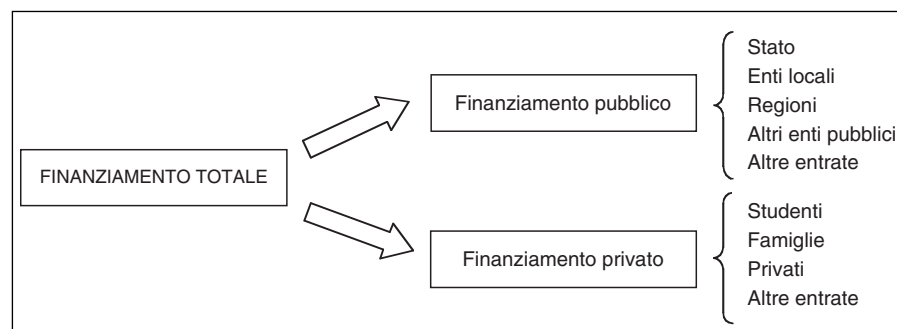 FINANZIAMENTO TOTALE
Finanziamento pubblico
Stato
Enti locali
Regioni
Altri enti pubblici
Altre entrate
Finanziamento privato
Studenti
Famiglie
Privati
Altre entrate